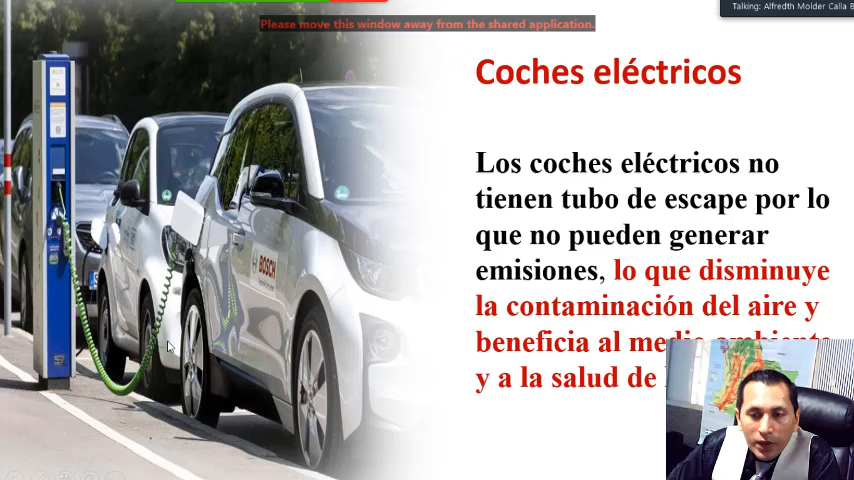 Talking: Alfredth Molder Calla B
Please move this window away from the shared application.
Coches eléctricos
Los coches eléctricos no
tienen tubo de escape por lo
que no pueden generar
emisiones, lo que disminuye
la contaminación del aire y
beneficia al medio ambiente
y a la salud de
BOSCH